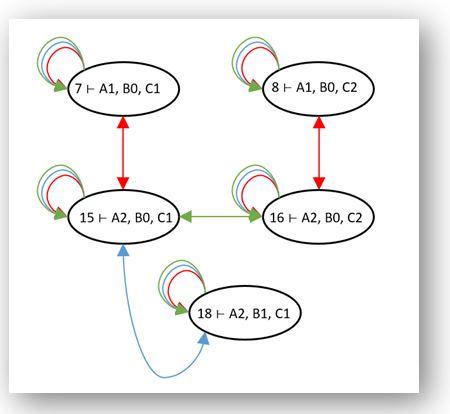 7 ⊢ A1, B0, C1
8 ⊢ A1, B0, C2
15 ⊢ A2, B0, C1
16 ⊢ A2, B0, C2
18 ⊢ A2, B1, C1